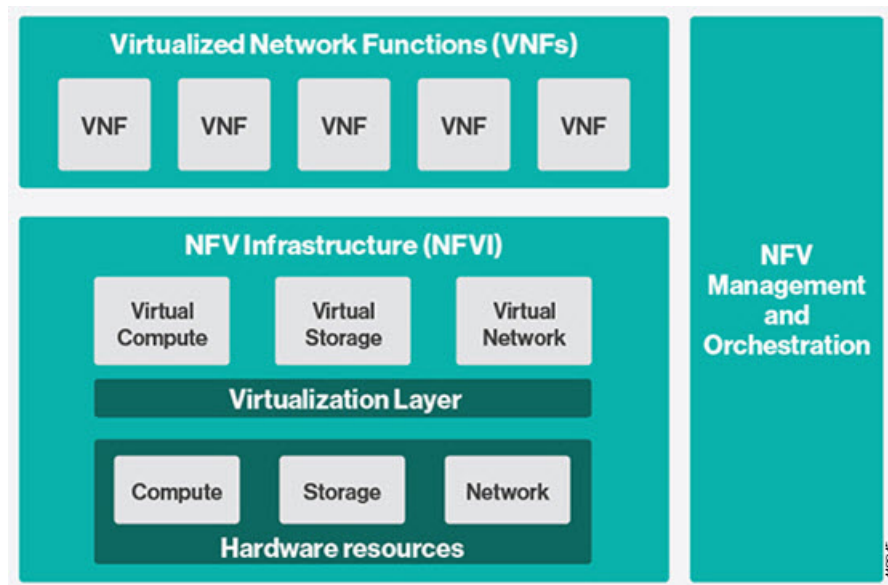 Virtualized Network Functions (VNFs)
VNF VNF VNF VNF VNF
NFV Infrastructure (NFVI)
Virtual Compute
Virtual Storage
Virtual Network
Virtualization Layer
Compute Storage Network
Hardware resources
NFV
Management
and
Orchestration